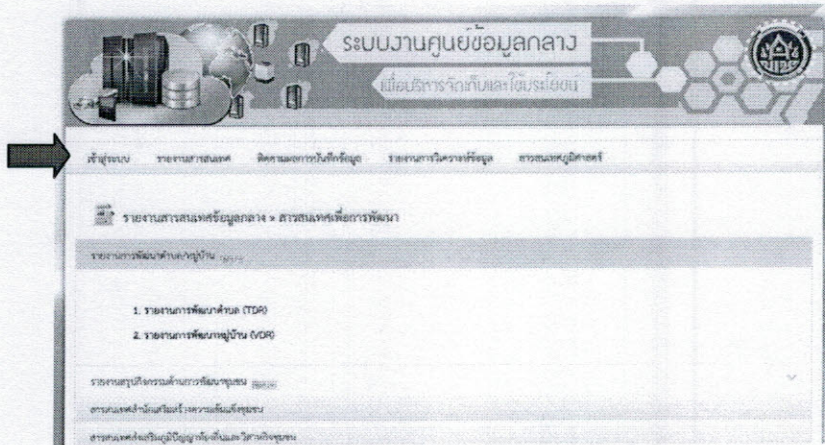 ระบบงานศูนย์ข้อมูลกลาง
เพื่อบริหารจัดเก็บและใช้ประโยชน์
เข้าสู่ระบบ รายงานสารสนเทศ ติดตามผลการบันทึกข้อมูล รายงานการวิเคราะห์ข้อมูล สารสนเทศภูมิศาสตร์
รายงานสารสนเทศข้อมูลกลาง » สารสนเทศเพื่อการพัฒนา
รายงานการพัฒนาตำบล/หมู่บ้าน
1. รายงานการพัฒนาตำบล (TDR)
2. รายงานการพัฒนาหมู่บ้าน (VDR)
รายงานสรุปกิจกรรมด้านการพัฒนาชุมชน
สารสนเทศสำนักเสริมสร้างความเข้มแข็งชุมชน
สารสนเทศส่งเสริมภูมิปัญญาท้องถิ่นและวิสาหกิจชุมชน